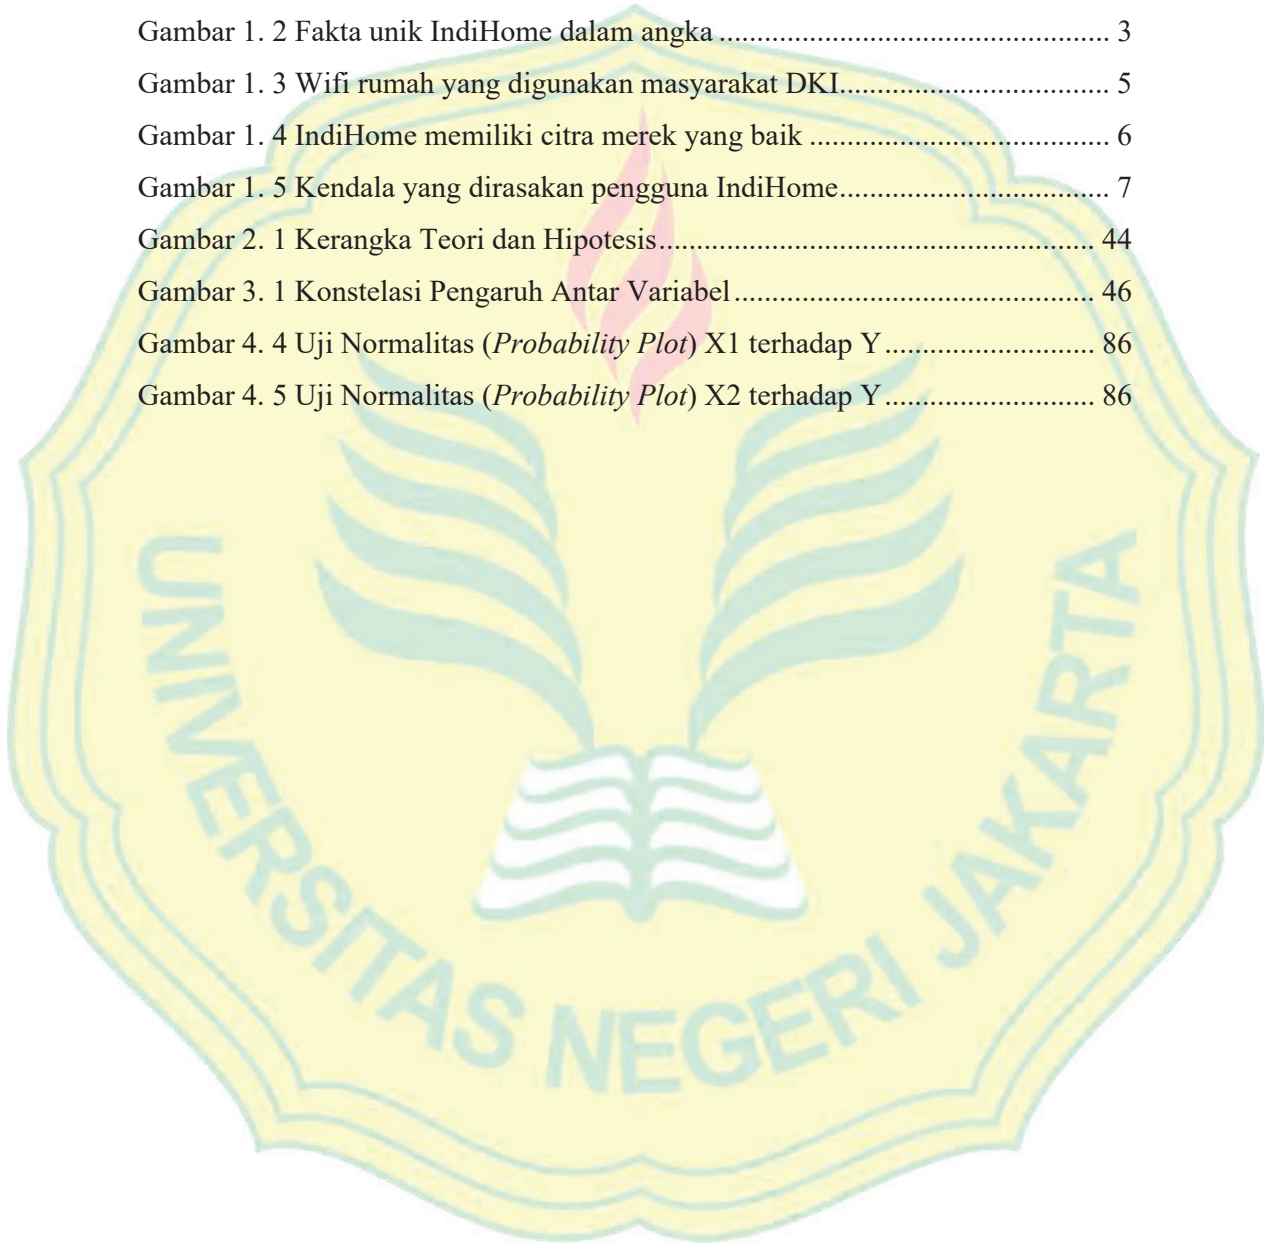 Gambar 1. 2 Fakta unik IndiHome dalam angka .................................................... 3
Gambar 1. 3 Wifi rumah yang digunakan masyarakat DKI.................................... 5
Gambar 1. 4 IndiHome memiliki citra merek yang baik ........................................ 6
Gambar 1. 5 Kendala yang dirasakan pengguna IndiHome.................................... 7
Gambar 2. 1 Kerangka Teori dan Hipotesis.......................................................... 44
Gambar 3. 1 Konstelasi Pengaruh Antar Variabel................................................ 46
Gambar 4. 4 Uji Normalitas (Probability Plot) X1 terhadap Y............................ 86
Gambar 4. 5 Uji Normalitas (Probability Plot) X2 terhadap Y............................ 86
UNIVERSITAS NEGERI JAKARTA